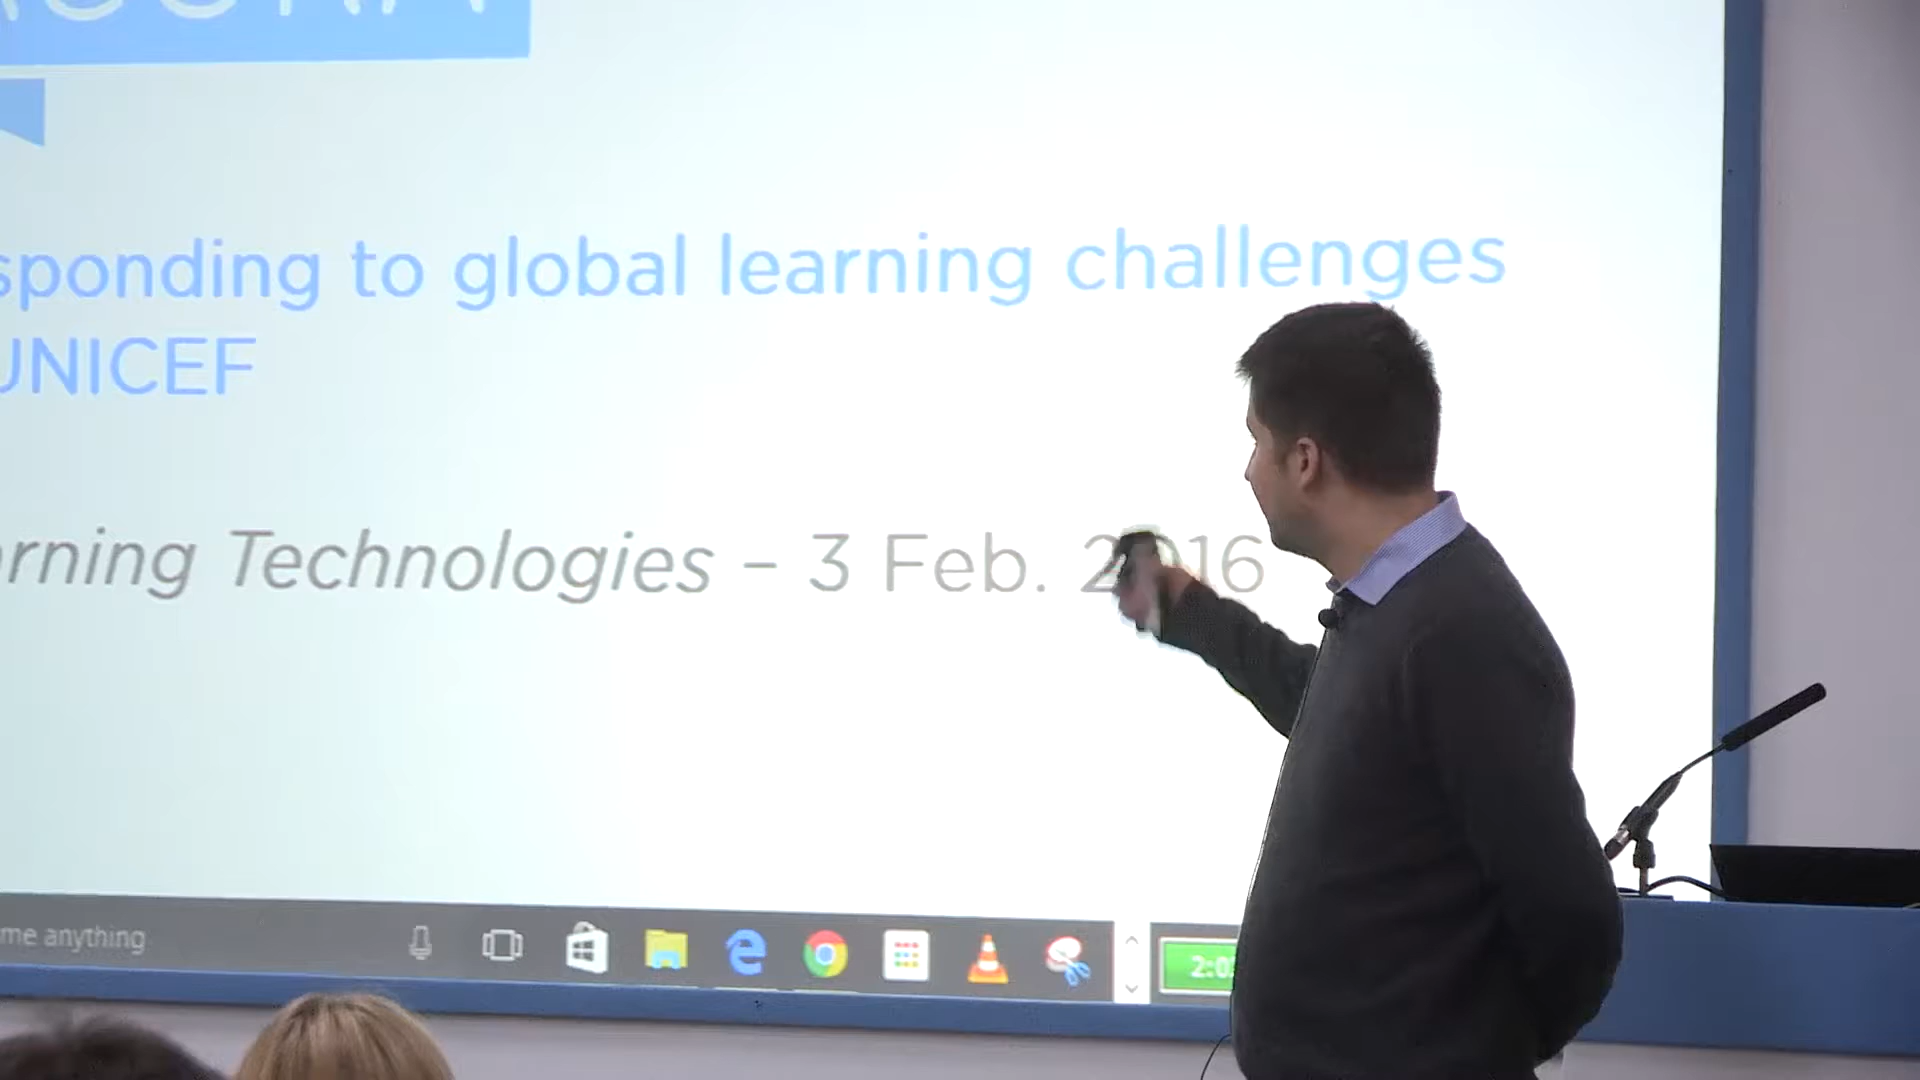 sponding to global learning challenges
UNICEF
rning Technologies – 3 Feb. 2016
me anything